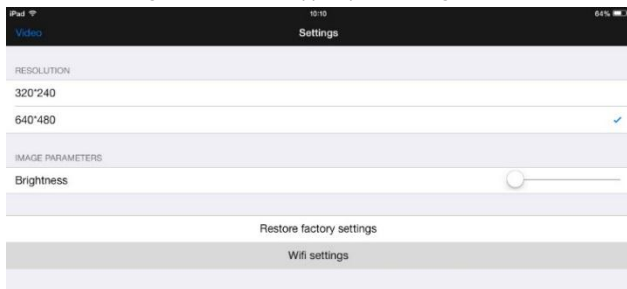 iPad 10:10 64%
Video Settings
RESOLUTION
320*240
640*480
IMAGE PARAMETERS
Brightness
Restore factory settings
Wifi settings